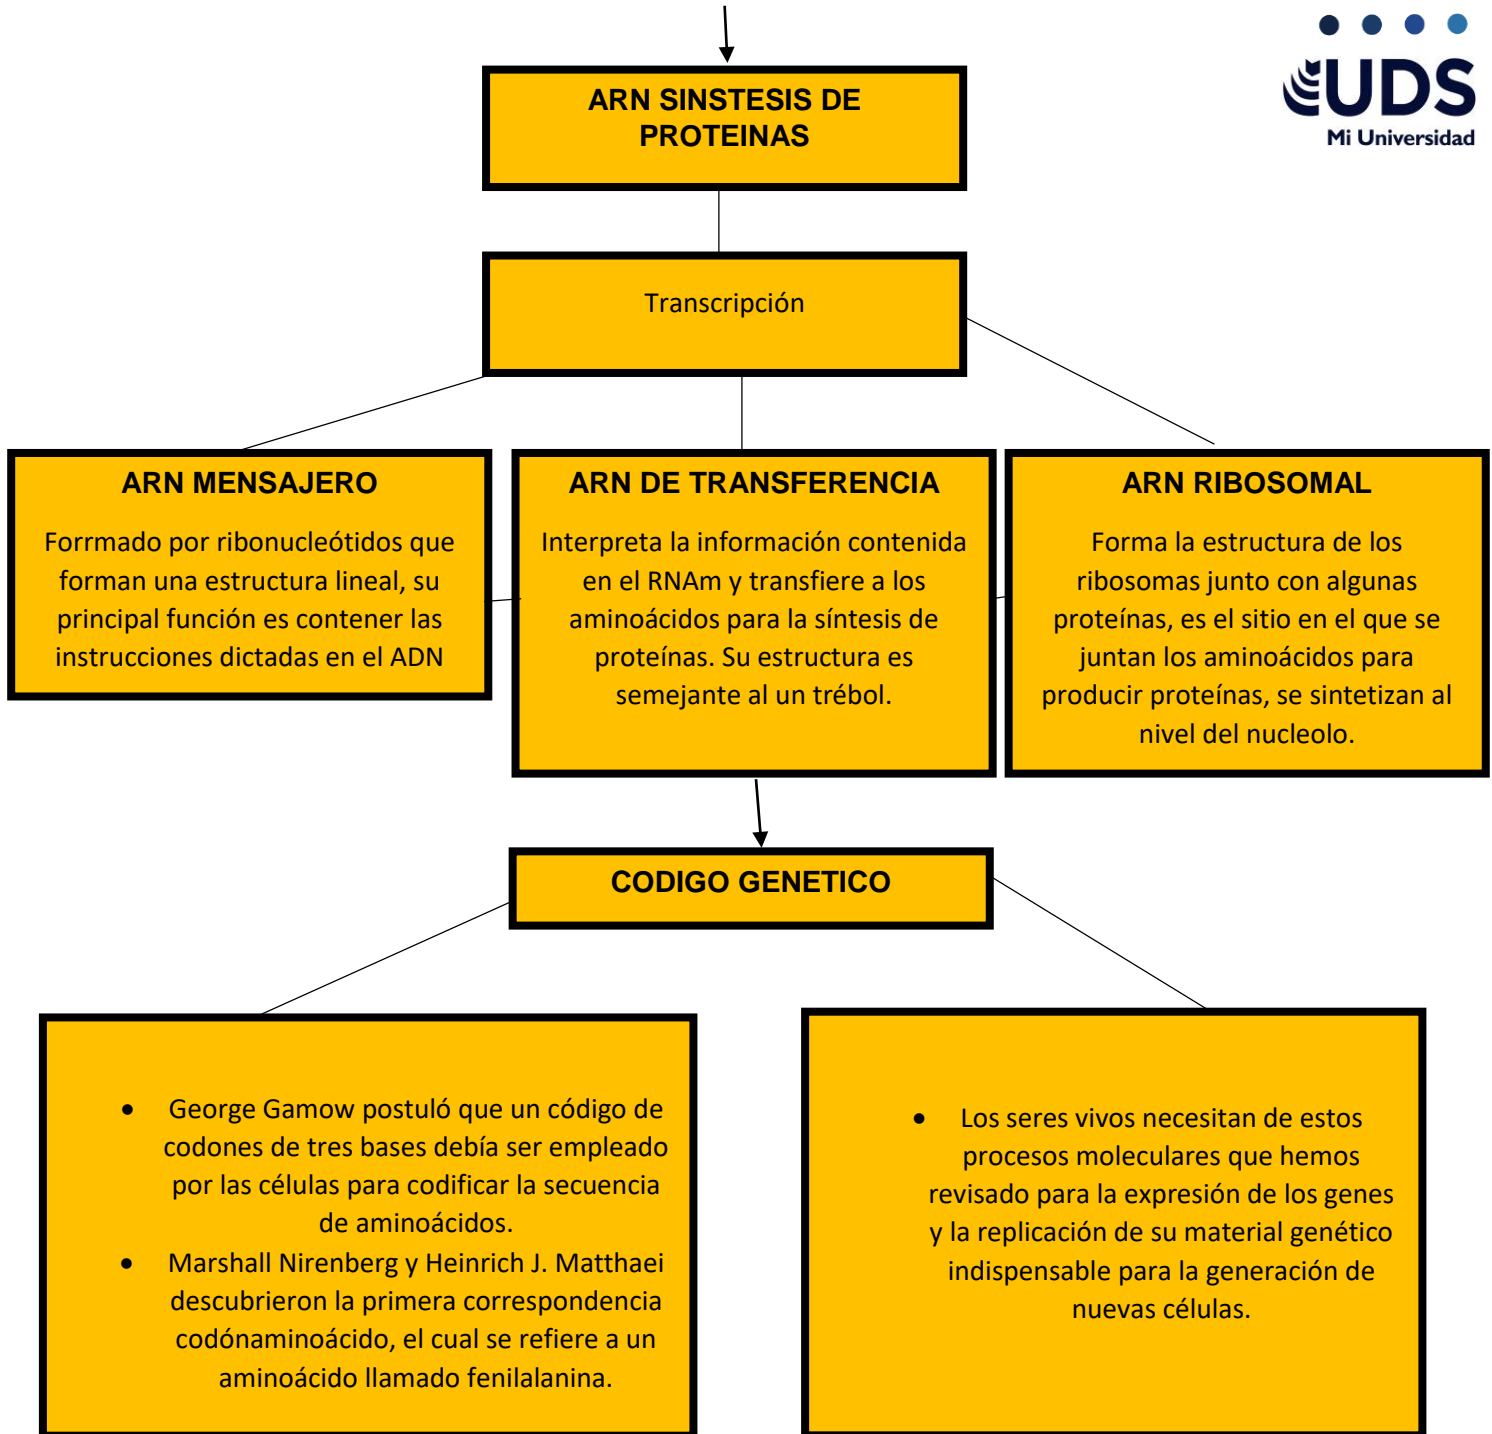 UDS
Mi Universidad
ARN SINSTESIS DE
PROTEINAS
Transcripción
ARN MENSAJERO
Forrmado por ribonucleótidos que
forman una estructura lineal, su
principal función es contener las
instrucciones dictadas en el ADN
ARN DE TRANSFERENCIA
Interpreta la información contenida
en el RNAm y transfiere a los
aminoácidos para la síntesis de
proteínas. Su estructura es
semejante al un trébol.
ARN RIBOSOMAL
Forma la estructura de los
ribosomas junto con algunas
proteínas, es el sitio en el que se
juntan los aminoácidos para
producir proteínas, se sintetizan al
nivel del nucleolo.
CODIGO GENETICO
• George Gamow postuló que un código de
codones de tres bases debía ser empleado
por las células para codificar la secuencia
de aminoácidos.
• Marshall Nirenberg y Heinrich J. Matthaei
descubrieron la primera correspondencia
codónaminoácido, el cual se refiere a un
aminoácido llamado fenilalanina.
• Los seres vivos necesitan de estos
procesos moleculares que hemos
revisado para la expresión de los genes
y la replicación de su material genético
indispensable para la generación de
nuevas células.